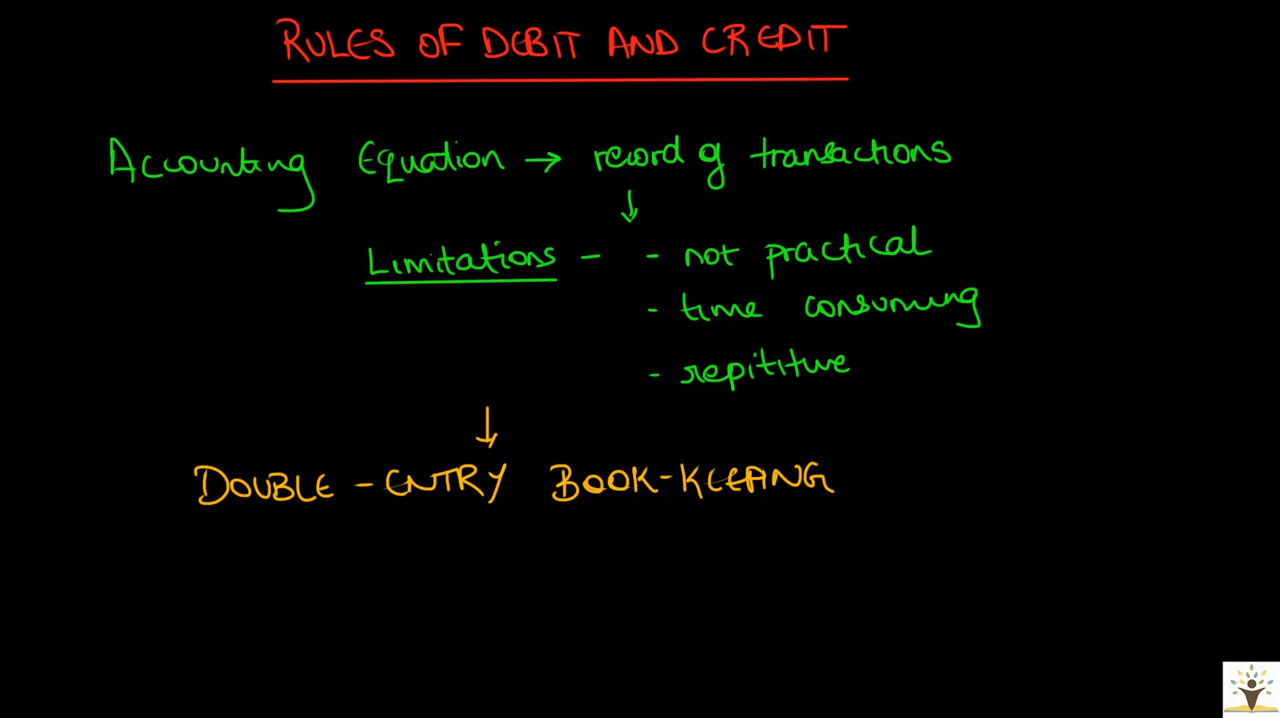 RULES OF DEBIT AND CREDIT
Accounting Equation → record of transactions
↓
Limitations - - not practical
- time consuming
- repititive
↓
DOUBLE - ENTRY BOOK-KEEPING